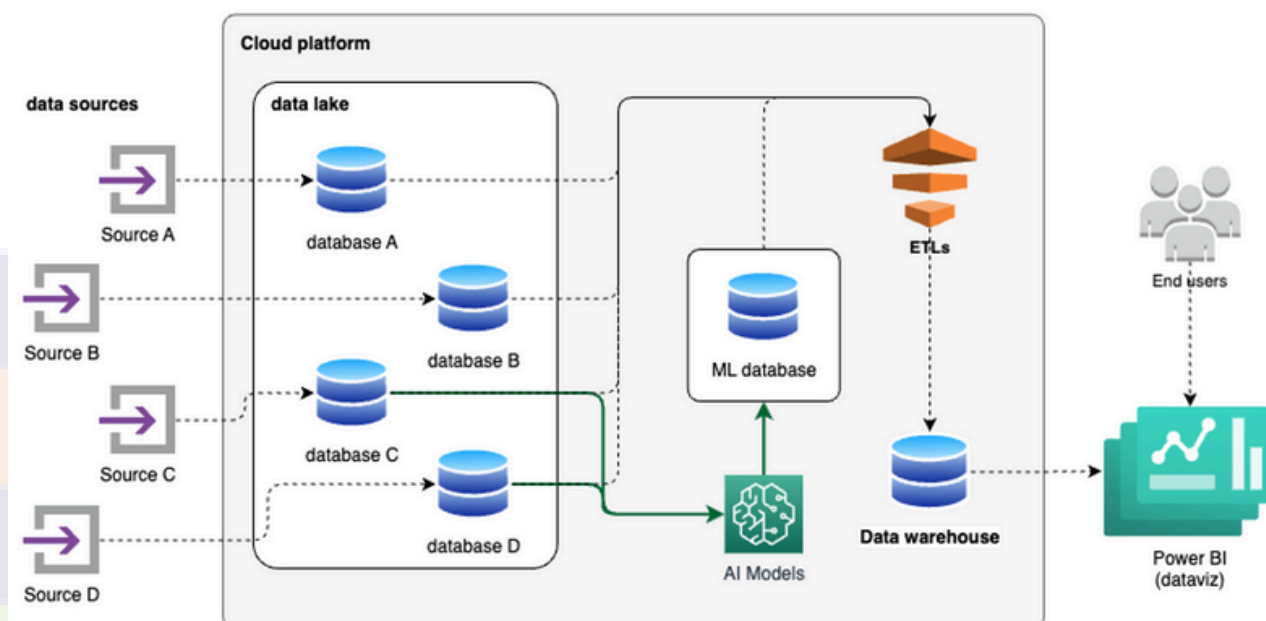 Cloud platform
data sources
data lake
Source A
database A
Source B
database B
Source C
database C
Source D
database D
ML database
AI Models
ETLs
Data warehouse
End users
Power BI
(dataviz)